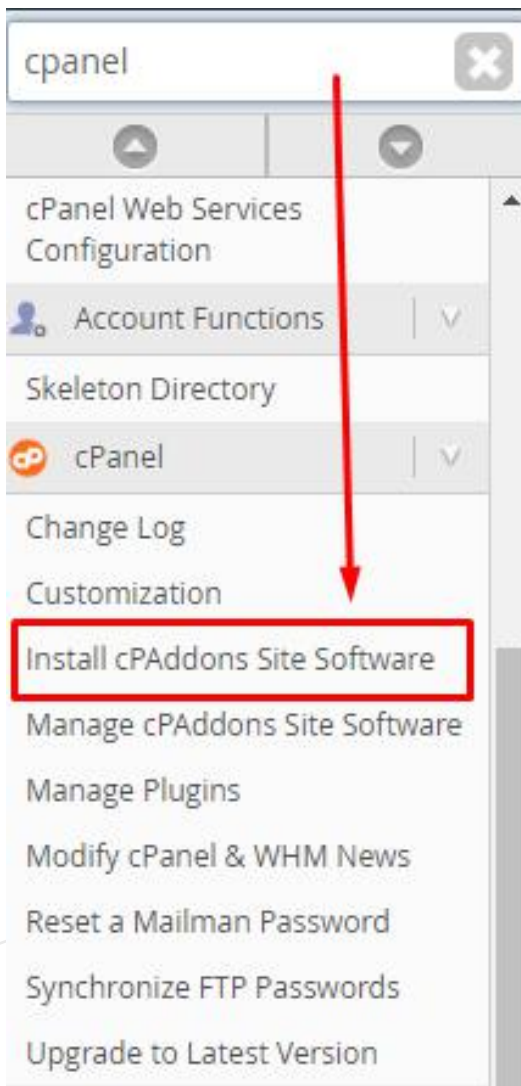 cpanel
cPanel Web Services
Configuration
Account Functions
Skeleton Directory
cPanel
Change Log
Customization
Install cPAddons Site Software
Manage cPAddons Site Software
Manage Plugins
Modify cPanel & WHM News
Reset a Mailman Password
Synchronize FTP Passwords
Upgrade to Latest Version